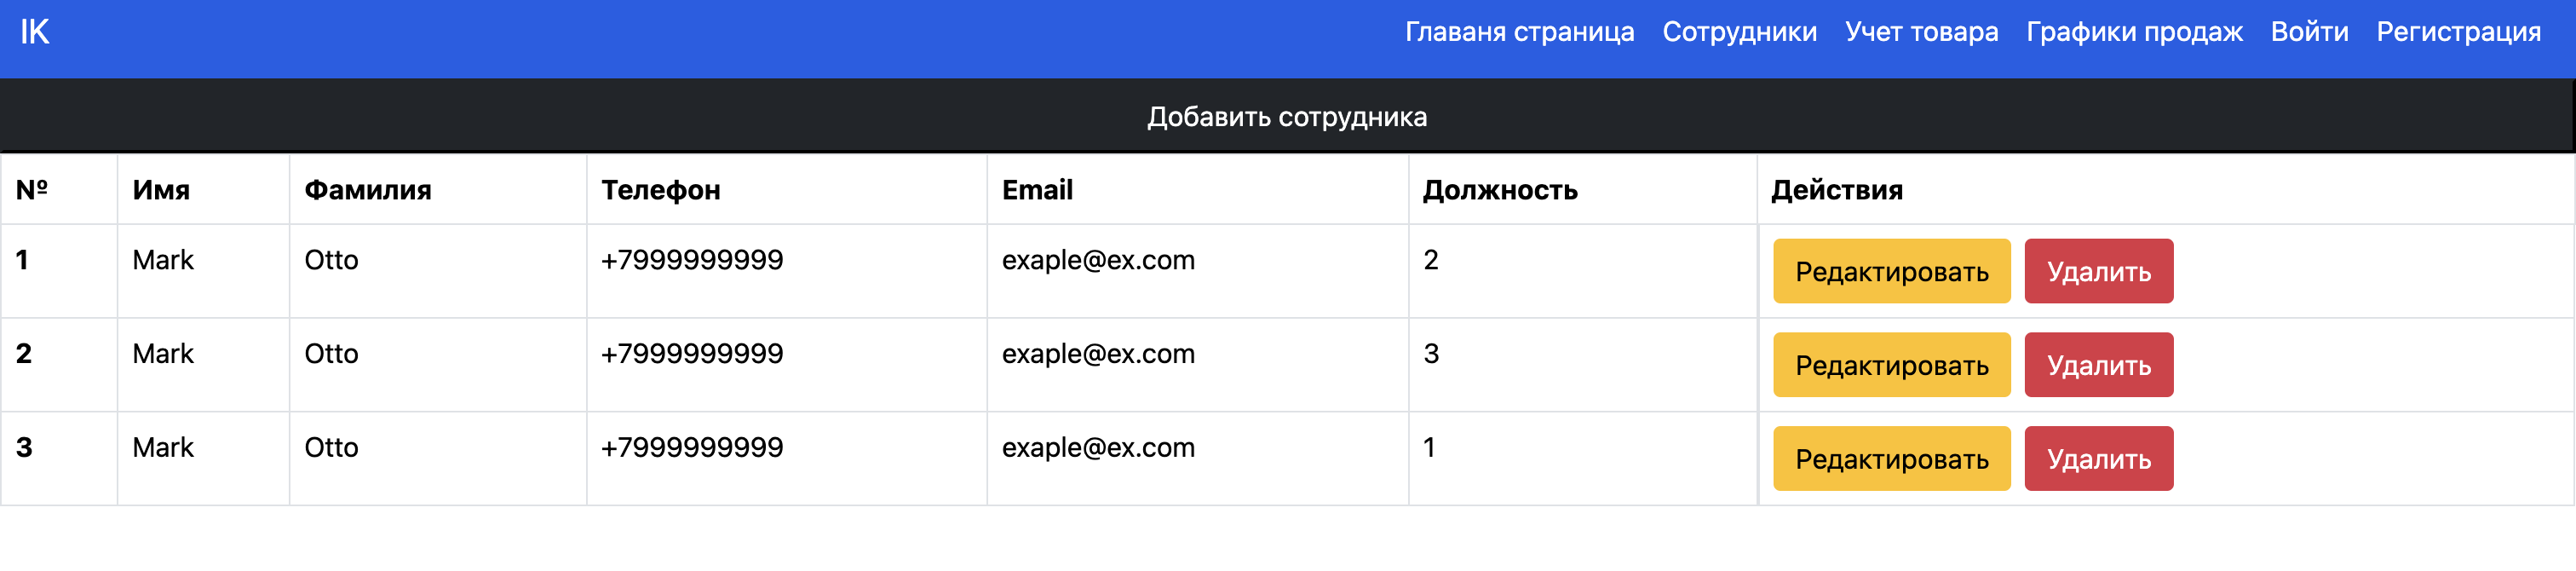 IK Главаня страница Сотрудники Учет товара Графики продаж Войти Регистрация
Добавить сотрудника
№ Имя Фамилия Телефон Email Должность Действия
1 Mark Otto +7999999999 exaple@ex.com 2 Редактировать Удалить
2 Mark Otto +7999999999 exaple@ex.com 3 Редактировать Удалить
3 Mark Otto +7999999999 exaple@ex.com 1 Редактировать Удалить